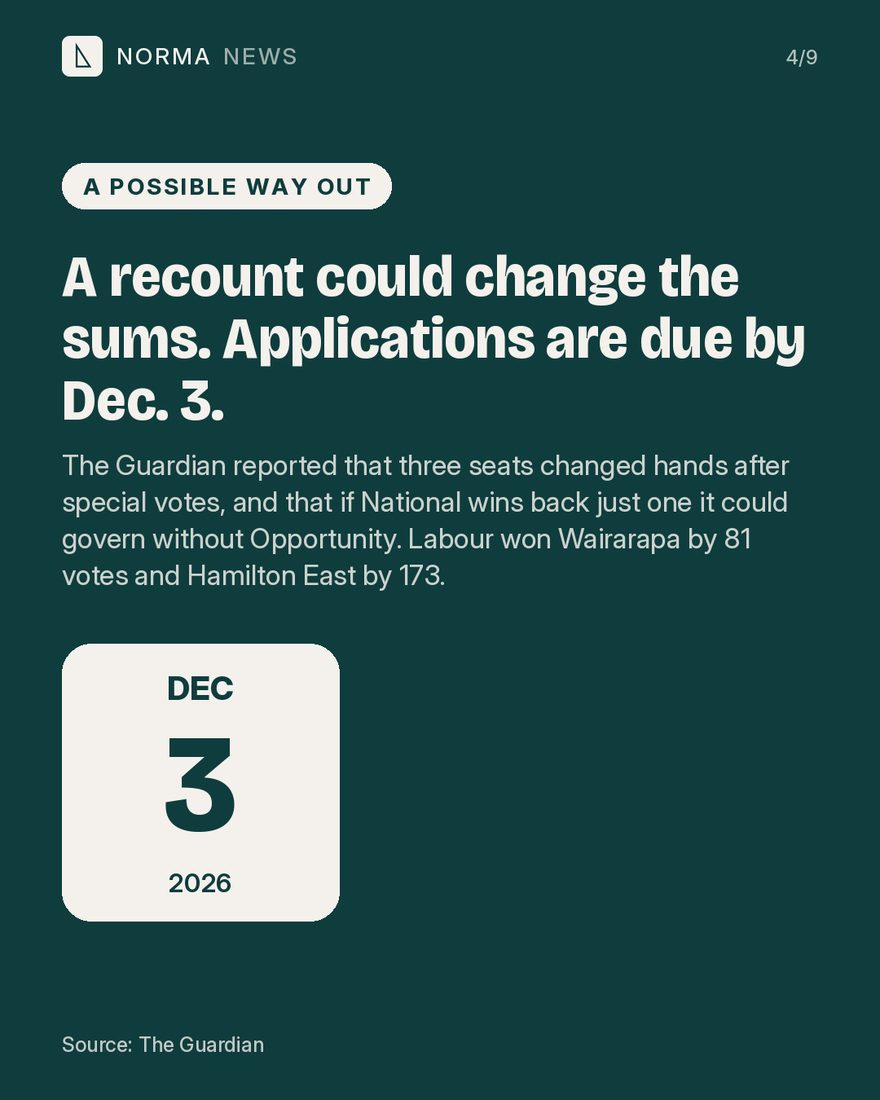 NORMA NEWS
4/9
A POSSIBLE WAY OUT
A recount could change the
sums. Applications are due by
Dec. 3.
The Guardian reported that three seats changed hands after
special votes, and that if National wins back just one it could
govern without Opportunity. Labour won Wairarapa by 81
votes and Hamilton East by 173.
DEC
3
2026
Source: The Guardian